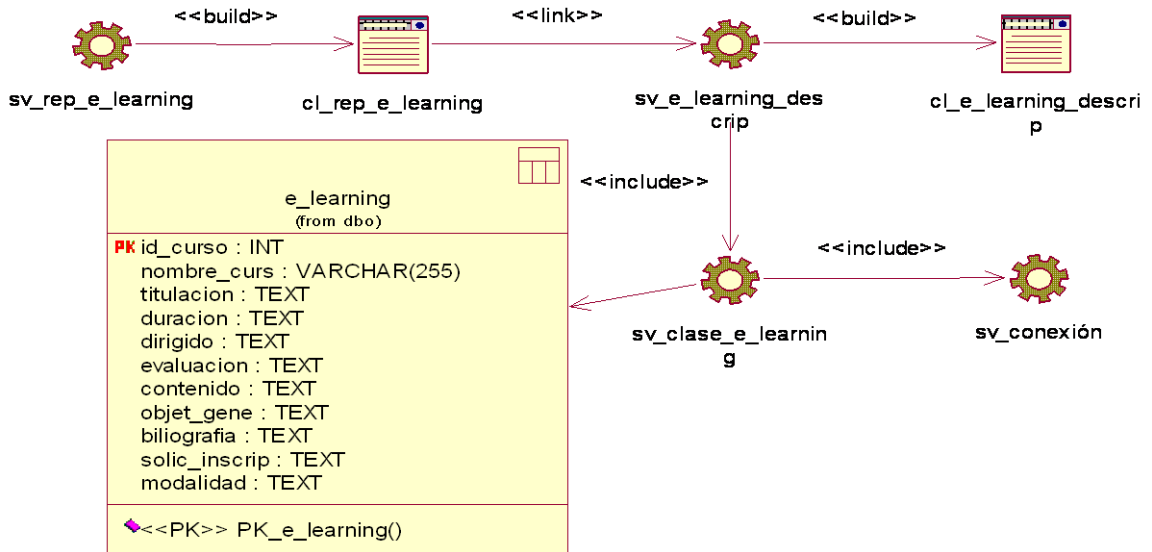 <<build>>
<<link>>
<<build>>
sv_rep_e_learning
cl_rep_e_learning
sv_e_learning_des
crip
cl_e_learning_descri
p
<<include>>
e_learning
(from dbo)
PK id_curso : INT
nombre_curs : VARCHAR(255)
titulacion : TEXT
duracion : TEXT
dirigido : TEXT
evaluacion : TEXT
contenido : TEXT
objet_gene : TEXT
biliografia : TEXT
solic_inscrip : TEXT
modalidad : TEXT
<<PK>> PK_e_learning()
<<include>>
sv_clase_e_learnin
g
sv_conexión